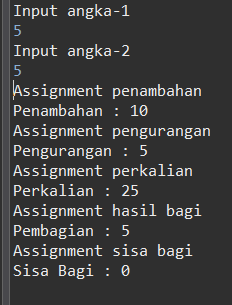 Input angka-1
5
Input angka-2
5
Assignment penambahan
Penambahan : 10
Assignment pengurangan
Pengurangan : 5
Assignment perkalian
Perkalian : 25
Assignment hasil bagi
Pembagian : 5
Assignment sisa bagi
Sisa Bagi : 0